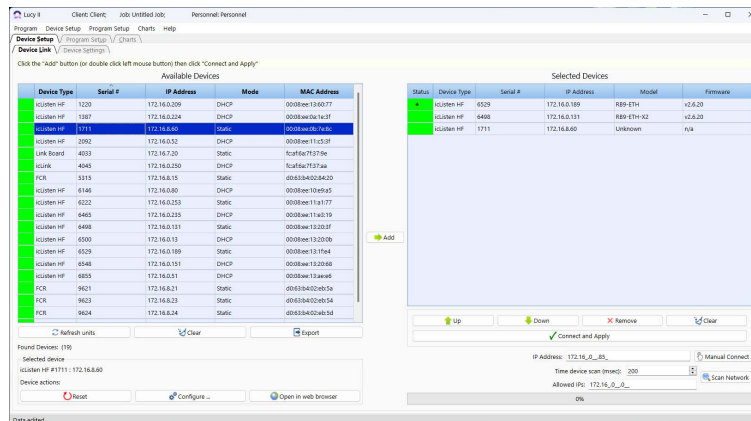 Lucy II Client: Client: Job: Untitled Job; Personnel: Personnel
Program Device Setup Program Setup Charts Help
Device Setup Program Setup Charts
Device Link Device Settings
Click the "Add" button (or double click left mouse button) then click "Connect and Apply"
Available Devices
Device Type Serial # IP Address Mode MAC Address
icListen HF 1220 172.16.0.209 DHCP 00:08:ee:13:60:77
icListen HF 1387 172.16.0.224 DHCP 00:08:ee:0a:1e:3f
icListen HF 1711 172.16.8.60 Static 00:08:ee:0b:7e:8c
icListen HF 2092 172.16.0.52 DHCP 00:08:ee:11:c5:3f
Link Board 4033 172.16.7.20 Static fc:af:6a:7f:37:9e
icLink 4045 172.16.0.250 DHCP fc:af:6a:7f:37:aa
FCR 5315 172.16.8.15 Static d0:63:b4:02:84:20
icListen HF 6146 172.16.0.80 DHCP 00:08:ee:10:e9:a5
icListen HF 6222 172.16.0.253 DHCP 00:08:ee:11:a1:77
icListen HF 6465 172.16.0.235 DHCP 00:08:ee:11:e3:19
icListen HF 6498 172.16.0.131 DHCP 00:08:ee:13:20:3f
icListen HF 6500 172.16.0.13 DHCP 00:08:ee:13:20:0b
icListen HF 6529 172.16.0.189 DHCP 00:08:ee:13:1f:e4
icListen HF 6548 172.16.0.151 DHCP 00:08:ee:13:20:68
icListen HF 6855 172.16.0.51 DHCP 00:08:ee:13:ae:e6
FCR 9621 172.16.8.21 Static d0:63:b4:02:eb:5a
FCR 9623 172.16.8.23 Static d0:63:b4:02:eb:54
FCR 9624 172.16.8.24 Static d0:63:b4:02:eb:5d
Refresh units Clear Export
Found Devices: (19)
Selected device
icListen HF #1711 : 172.16.8.60
Device actions:
Reset Configure ... Open in web browser
Add
Selected Devices
Status Device Type Serial # IP Address Model Firmware
icListen HF 6529 172.16.0.189 RB9-ETH v2.6.20
icListen HF 6498 172.16.0.131 RB9-ETH-X2 v2.6.20
icListen HF 1711 172.16.8.60 Unknown n/a
Up Down Remove Clear
Connect and Apply
IP Address: 172.16_.0__.85_ Manual Connect
Time device scan (msec): 200
Allowed IPs: 172.16_.0__.0__ Scan Network
0%
Data edited